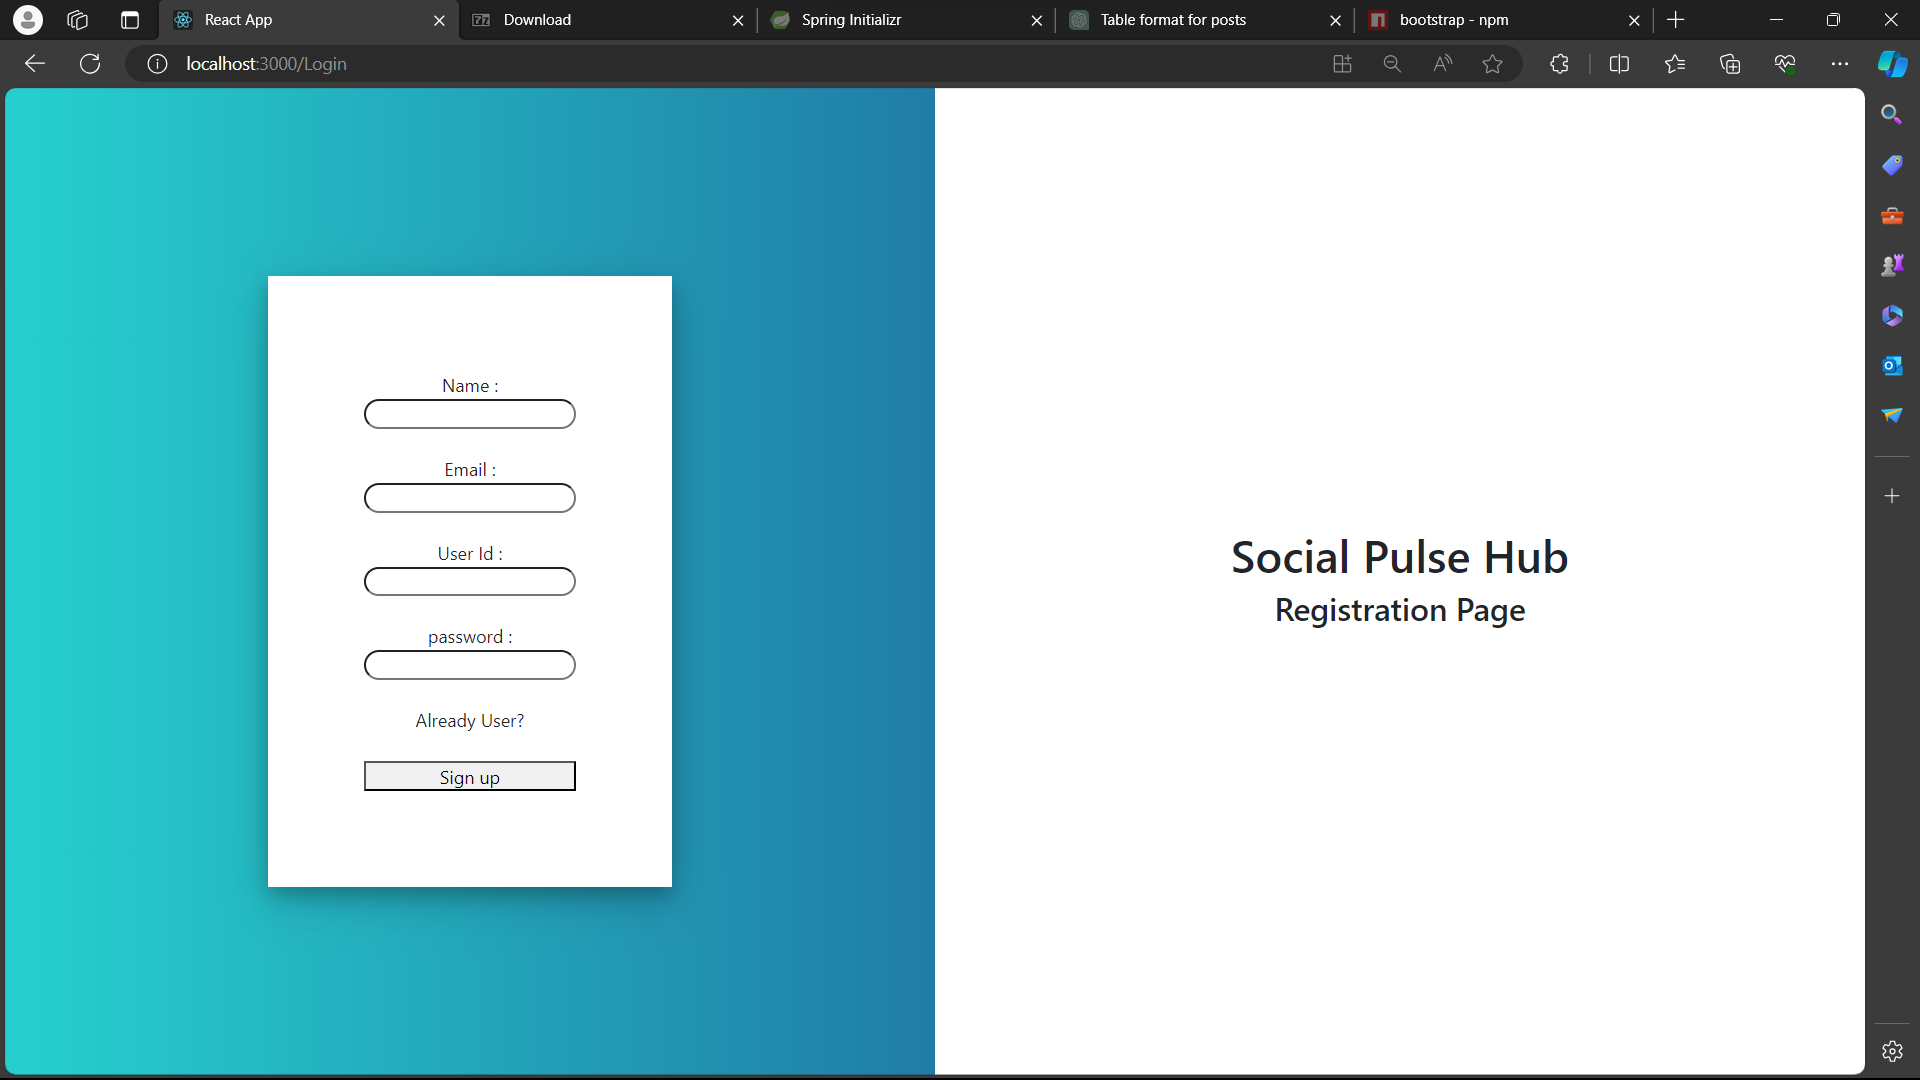 React App
Download
Spring Initializr
Table format for posts
bootstrap - npm
localhost:3000/Login
Name :
Email :
User Id :
password :
Already User?
Sign up
Social Pulse Hub
Registration Page